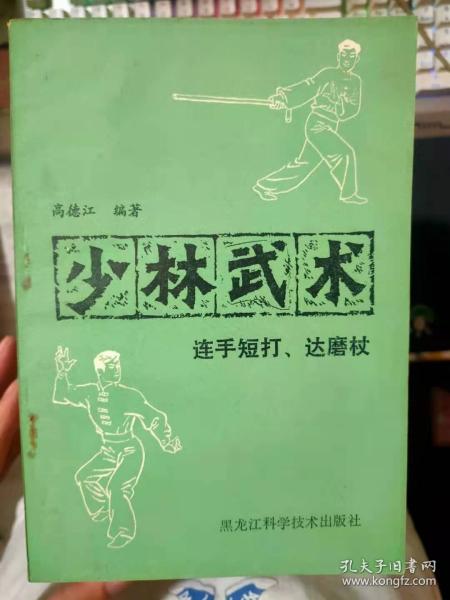 高德江 编著
少林武术
连手短打、达磨杖
黑龙江科学技术出版社
孔夫子旧书网
www.kongfz.com